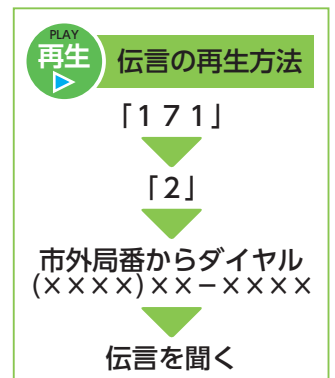 PLAY
再生
伝言の再生方法
「171」
「2」
市外局番からダイヤル
(××××)××－××××
伝言を聞く